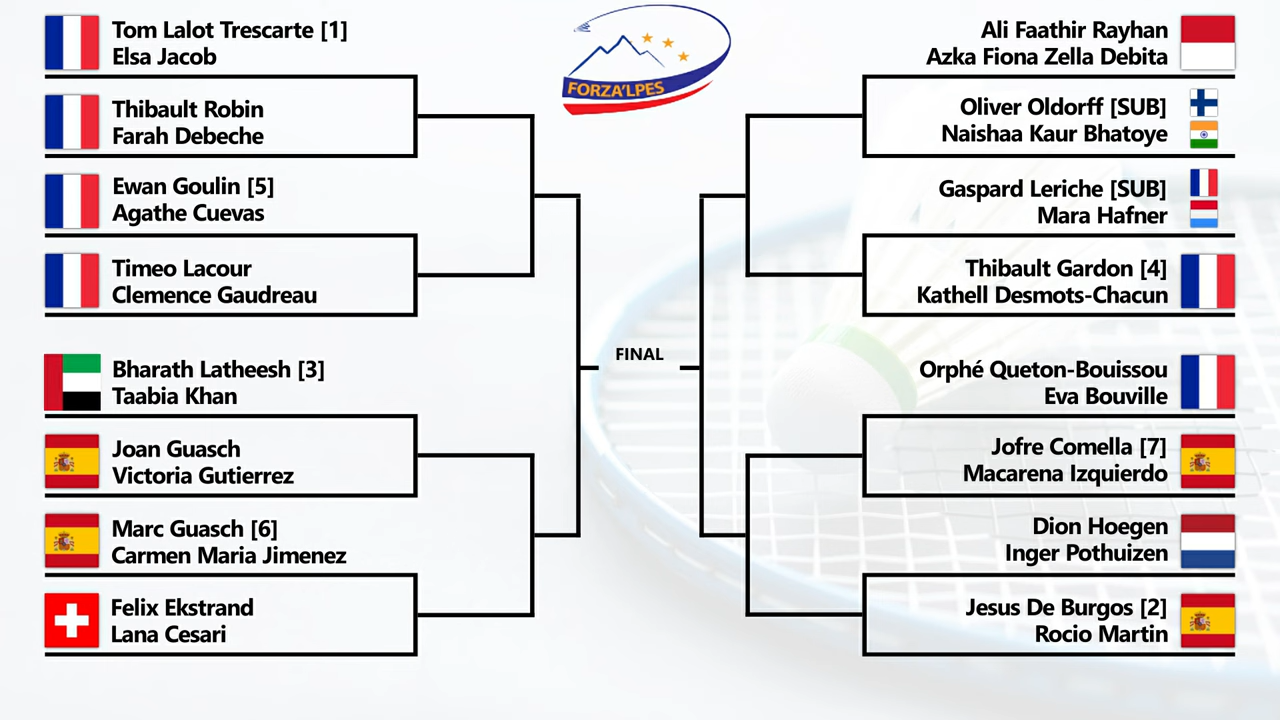 Tom Lalot Trescarte [1]
Elsa Jacob
Thibault Robin
Farah Debeche
Ewan Goulin [5]
Agathe Cuevas
Timeo Lacour
Clemence Gaudreau
Bharath Latheesh [3]
Taabia Khan
Joan Guasch
Victoria Gutierrez
Marc Guasch [6]
Carmen Maria Jimenez
Felix Ekstrand
Lana Cesari
FORZA'LPES
FINAL
Ali Faathir Rayhan
Azka Fiona Zella Debita
Oliver Oldorff [SUB]
Naishaa Kaur Bhatoye
Gaspard Leriche [SUB]
Mara Hafner
Thibault Gardon [4]
Kathell Desmots-Chacun
Orphé Queton-Bouissou
Eva Bouville
Jofre Comella [7]
Macarena Izquierdo
Dion Hoegen
Inger Pothuizen
Jesus De Burgos [2]
Rocio Martin